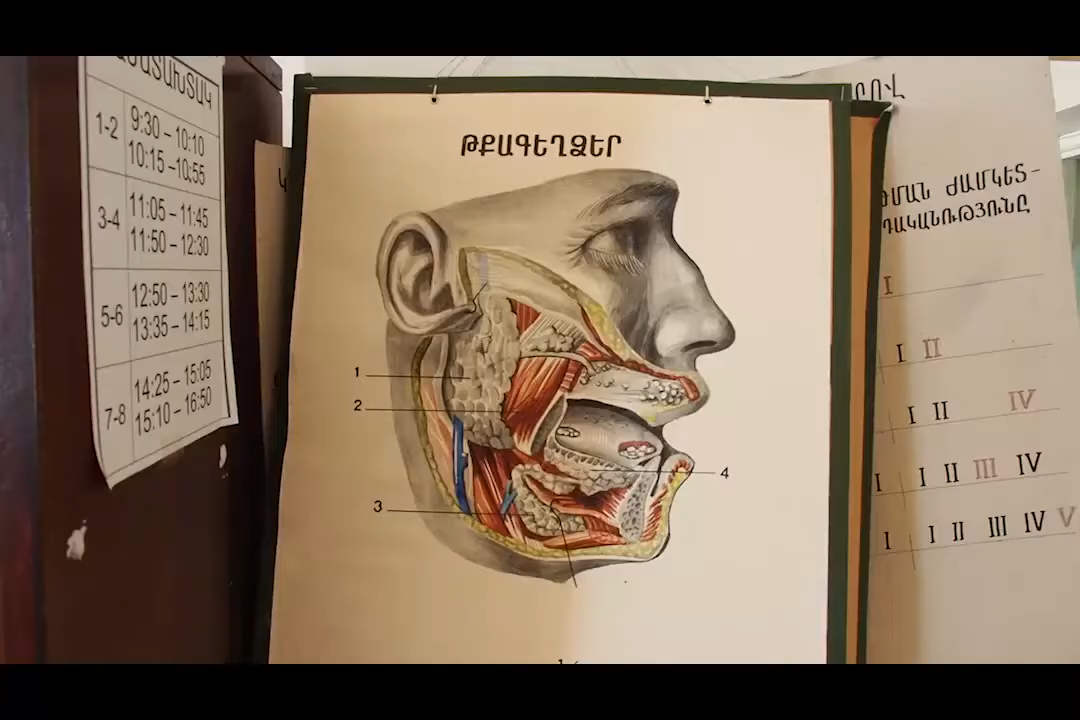 ԹՔԱԳԵՂՁԵՐ
1-2
9:30 – 10:10
10:15 – 10:55
3-4
11:05 – 11:45
11:50 – 12:30
5-6
12:50 – 13:30
13:35 – 14:15
7-8
14:25 – 15:05
15:10 – 16:50
1
2
3
4
ԺԱՄԿԵՏ-
I
I II
I II IV
I I II III IV
I I II III IV V